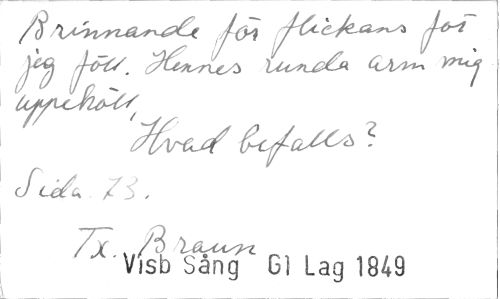 Brinnande för flickans fot
jeg föll. Hennes runda arm mig
uppehöll,
Hvad befalls?
Sida 73.
Tx. Braun
Visb Sång Gl Lag 1849